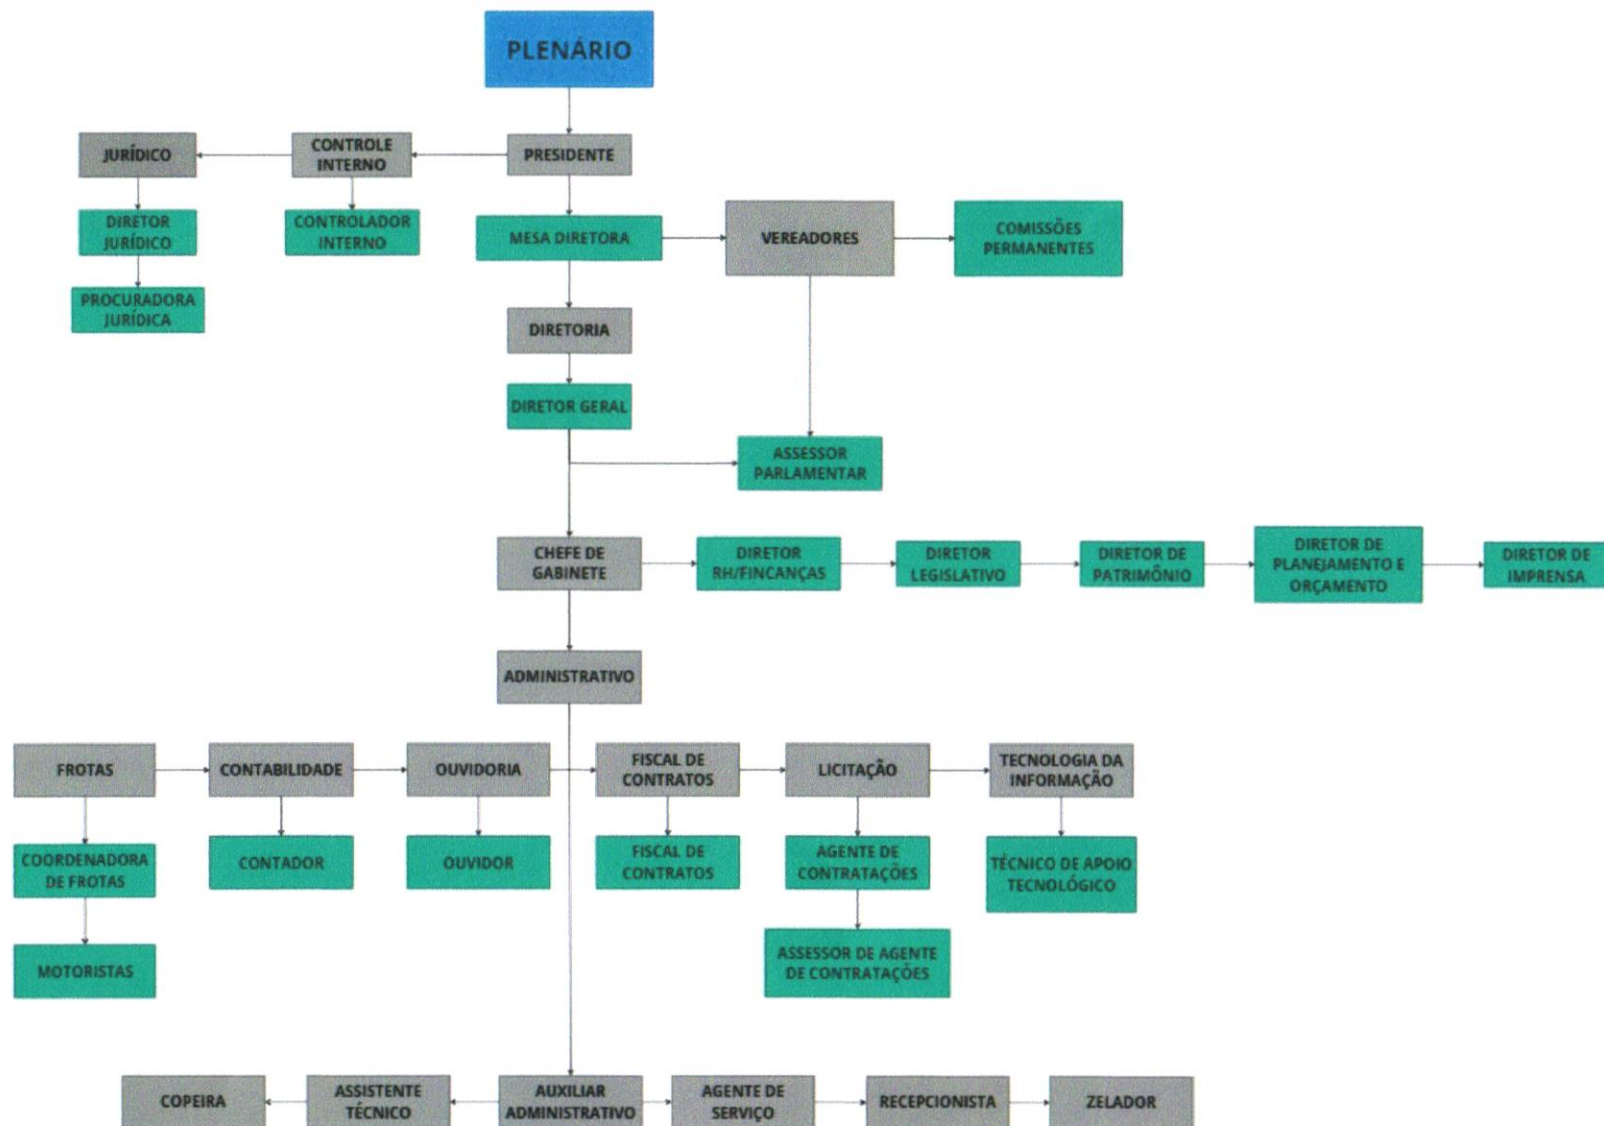 PLENÁRIO
JURÍDICO
CONTROLE
INTERNO
PRESIDENTE
DIRETOR
JURÍDICO
CONTROLADOR
INTERNO
MESA DIRETORA
VEREADORES
COMISSÕES
PERMANENTES
PROCURADORA
JURÍDICA
DIRETORIA
DIRETOR GERAL
ASSESSOR
PARLAMENTAR
CHEFE DE
GABINETE
DIRETOR
RH/FINCANÇAS
DIRETOR
LEGISLATIVO
DIRETOR DE
PATRIMÔNIO
DIRETOR DE
PLANEJAMENTO E
ORÇAMENTO
DIRETOR DE
IMPRENSA
ADMINISTRATIVO
FROTAS
CONTABILIDADE
OUVIDORIA
FISCAL DE
CONTRATOS
LICITAÇÃO
TECNOLOGIA DA
INFORMAÇÃO
COORDENADORA
DE FROTAS
CONTADOR
OUVIDOR
FISCAL DE
CONTRATOS
AGENTE DE
CONTRATAÇÕES
TÉCNICO DE APOIO
TECNOLÓGICO
MOTORISTAS
ASSESSOR DE AGENTE
DE CONTRATAÇÕES
COPEIRA
ASSISTENTE
TÉCNICO
AUXILIAR
ADMINISTRATIVO
AGENTE DE
SERVIÇO
RECEPCIONISTA
ZELADOR